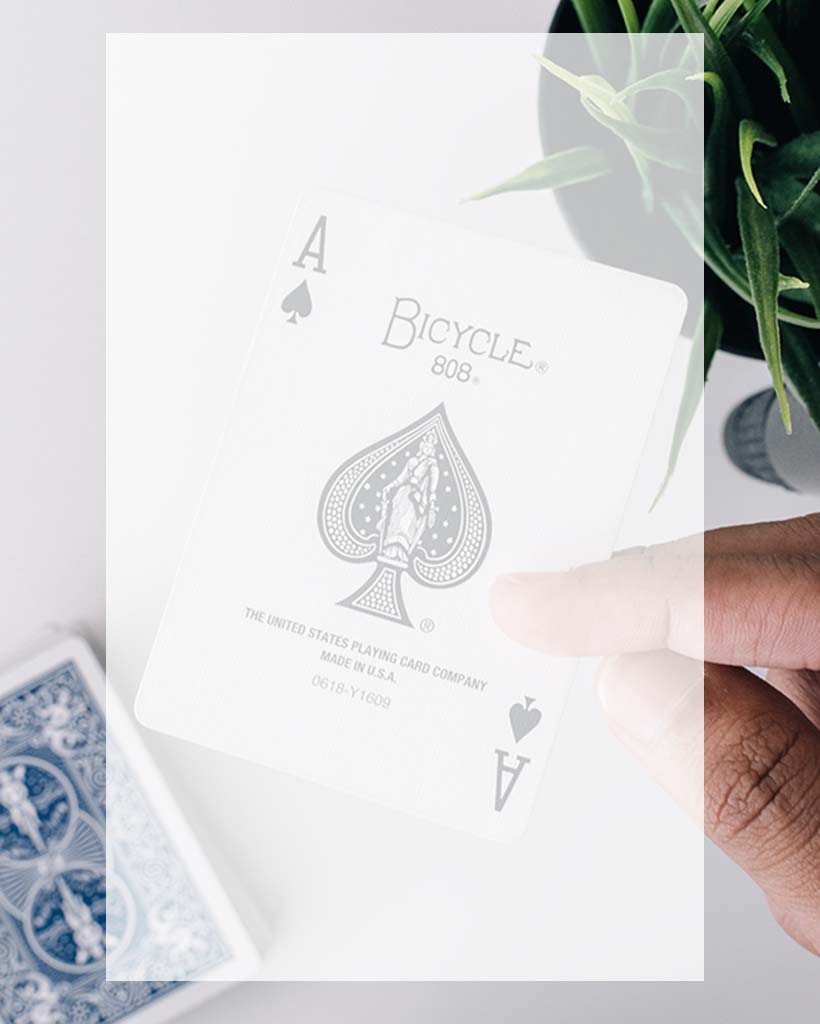 A
BICYCLE®
808®
®
THE UNITED STATES PLAYING CARD COMPANY
MADE IN U.S.A.
0618-Y1609
A